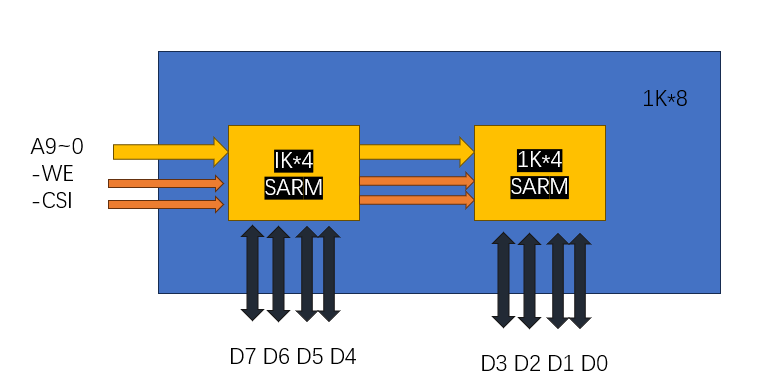 1K*8
A9~0
-WE
-CSI
IK*4
SARM
1K*4
SARM
D7 D6 D5 D4
D3 D2 D1 D0